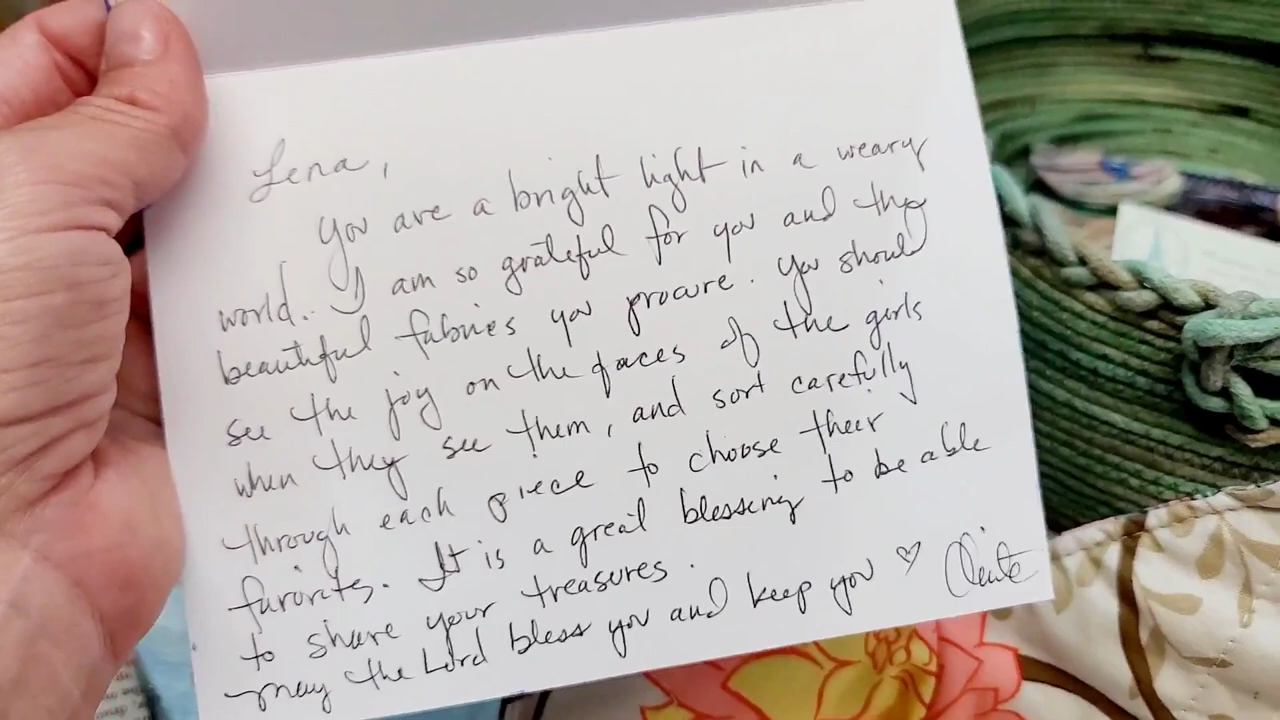 Lena,
You are a bright light in a weary
world. I am so grateful for you and the
beautiful fabrics you procure. You should
see the joy on the faces of the girls
when they see them, and sort carefully
through each piece to choose their
favorites. It is a great blessing to be able
to share your treasures.
May the Lord bless you and keep you ♡